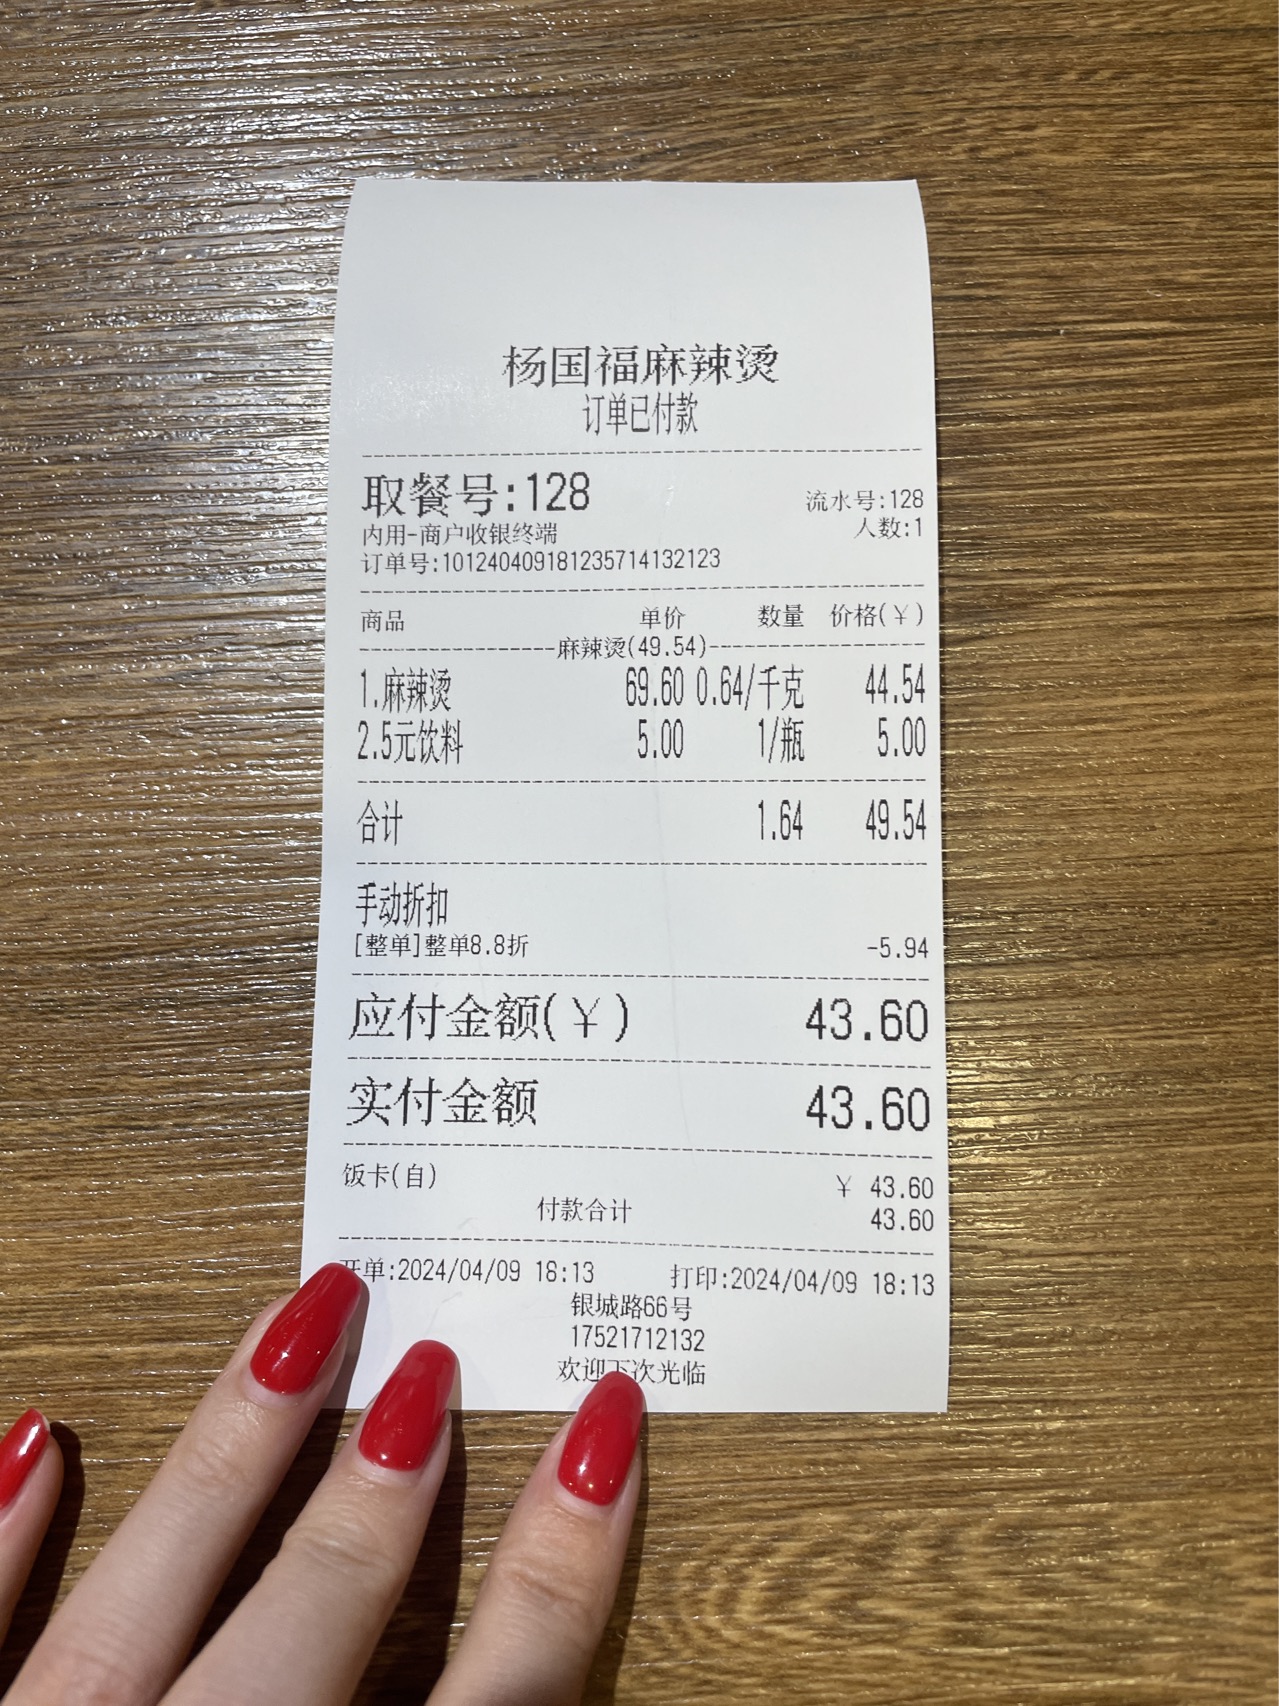 杨国福麻辣烫
订单已付款
取餐号:128 流水号:128
内用-商户收银终端 人数:1
订单号:101240409181235714132123
商品 单价 数量 价格(¥)
麻辣烫(49.54)
1.麻辣烫 69.60 0.64/千克 44.54
2.5元饮料 5.00 1/瓶 5.00
合计 1.64 49.54
手动折扣
[整单]整单8.8折 -5.94
应付金额(¥) 43.60
实付金额 43.60
饭卡(自) ¥ 43.60
付款合计 43.60
开单:2024/04/09 18:13 打印:2024/04/09 18:13
银城路66号
17521712132
欢迎下次光临